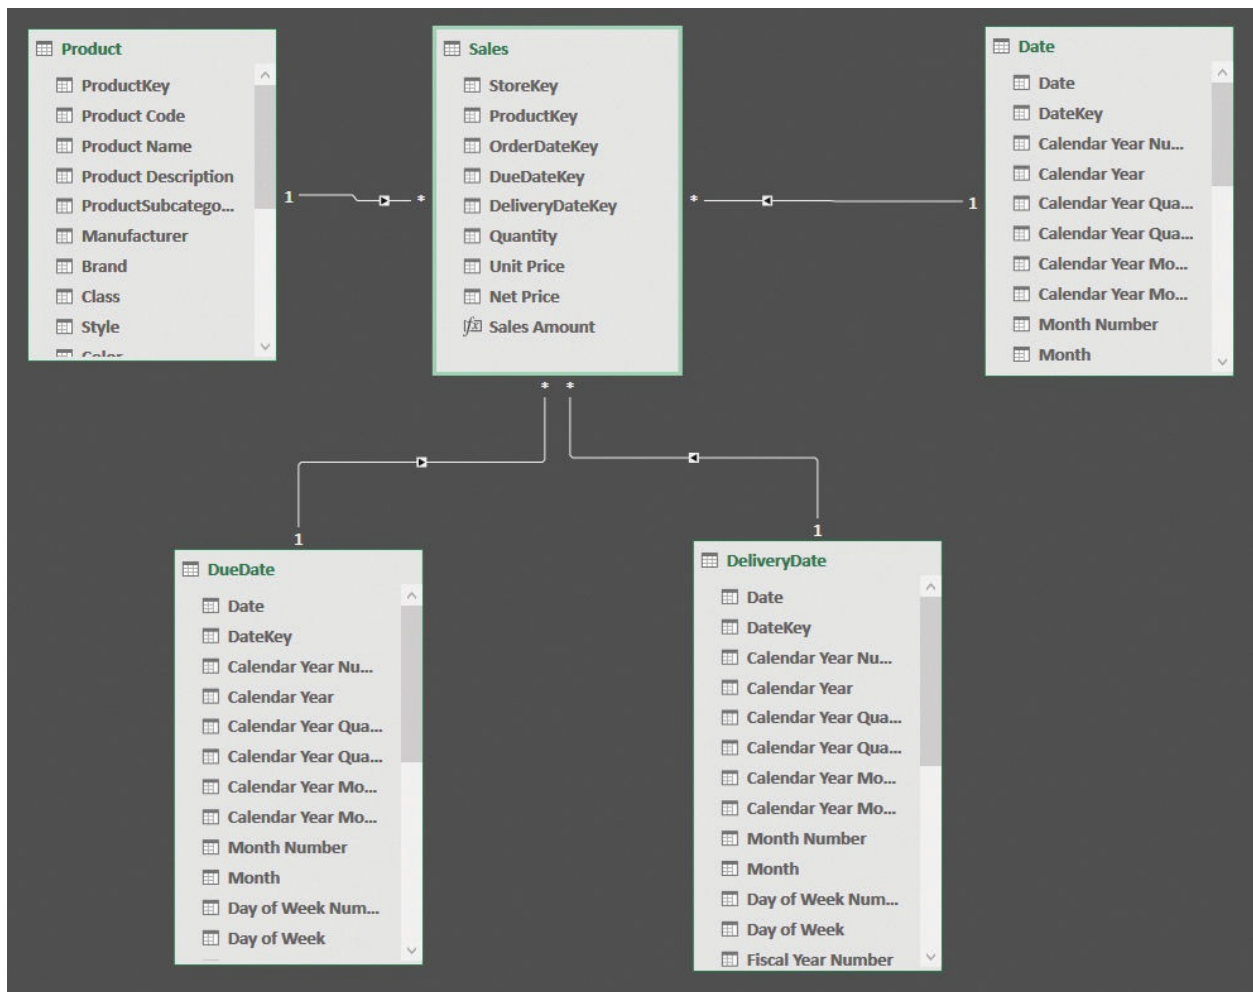 Product
ProductKey
Product Code
Product Name
Product Description
ProductSubcatego...
Manufacturer
Brand
Class
Style
Color
1
*
Sales
StoreKey
ProductKey
OrderDateKey
DueDateKey
DeliveryDateKey
Quantity
Unit Price
Net Price
fx Sales Amount
*
1
Date
Date
DateKey
Calendar Year Nu...
Calendar Year
Calendar Year Qua...
Calendar Year Qua...
Calendar Year Mo...
Calendar Year Mo...
Month Number
Month
* *
1
DueDate
Date
DateKey
Calendar Year Nu...
Calendar Year
Calendar Year Qua...
Calendar Year Qua...
Calendar Year Mo...
Calendar Year Mo...
Month Number
Month
Day of Week Num...
Day of Week
1
DeliveryDate
Date
DateKey
Calendar Year Nu...
Calendar Year
Calendar Year Qua...
Calendar Year Qua...
Calendar Year Mo...
Calendar Year Mo...
Month Number
Month
Day of Week Num...
Day of Week
Fiscal Year Number